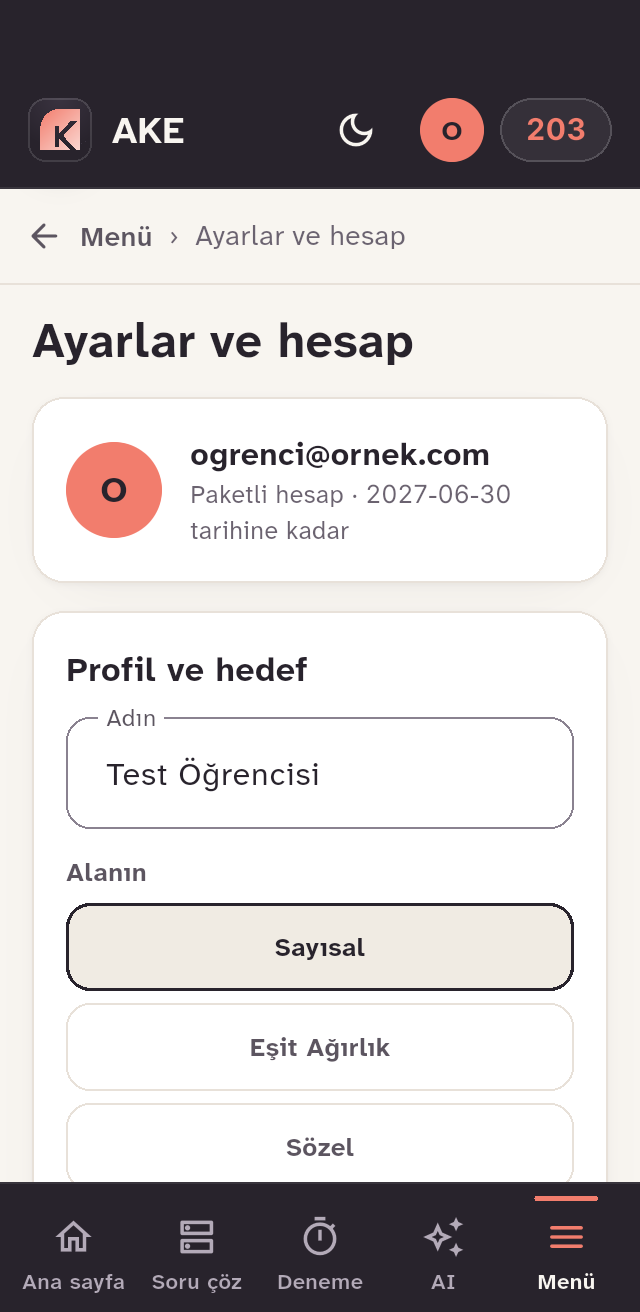 K AKE O 203
Menü › Ayarlar ve hesap
Ayarlar ve hesap
O
ogrenci@ornek.com
Paketli hesap · 2027-06-30
tarihine kadar
Profil ve hedef
Adın
Test Öğrencisi
Alanın
Sayısal
Eşit Ağırlık
Sözel
Ana sayfa Soru çöz Deneme AI Menü